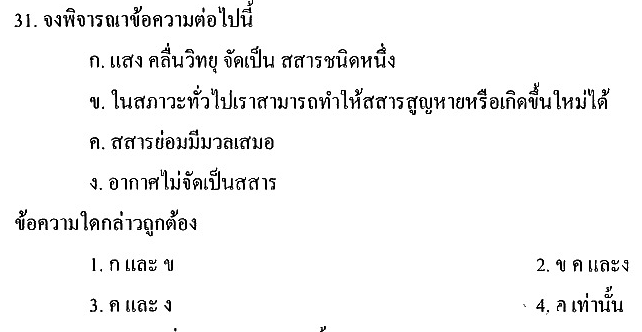 31. จงพิจารณาข้อความต่อไปนี้
ก. แสง คลื่นวิทยุ จัดเป็น สสารชนิดหนึ่ง
ข. ในสภาวะทั่วไปเราสามารถทำให้สสารสูญหายหรือเกิดขึ้นใหม่ได้
ค. สสารย่อมมีมวลเสมอ
ง. อากาศไม่จัดเป็นสสาร
ข้อความใดกล่าวถูกต้อง
1. ก และ ข 2. ข ค และง
3. ค และ ง 4. ค เท่านั้น